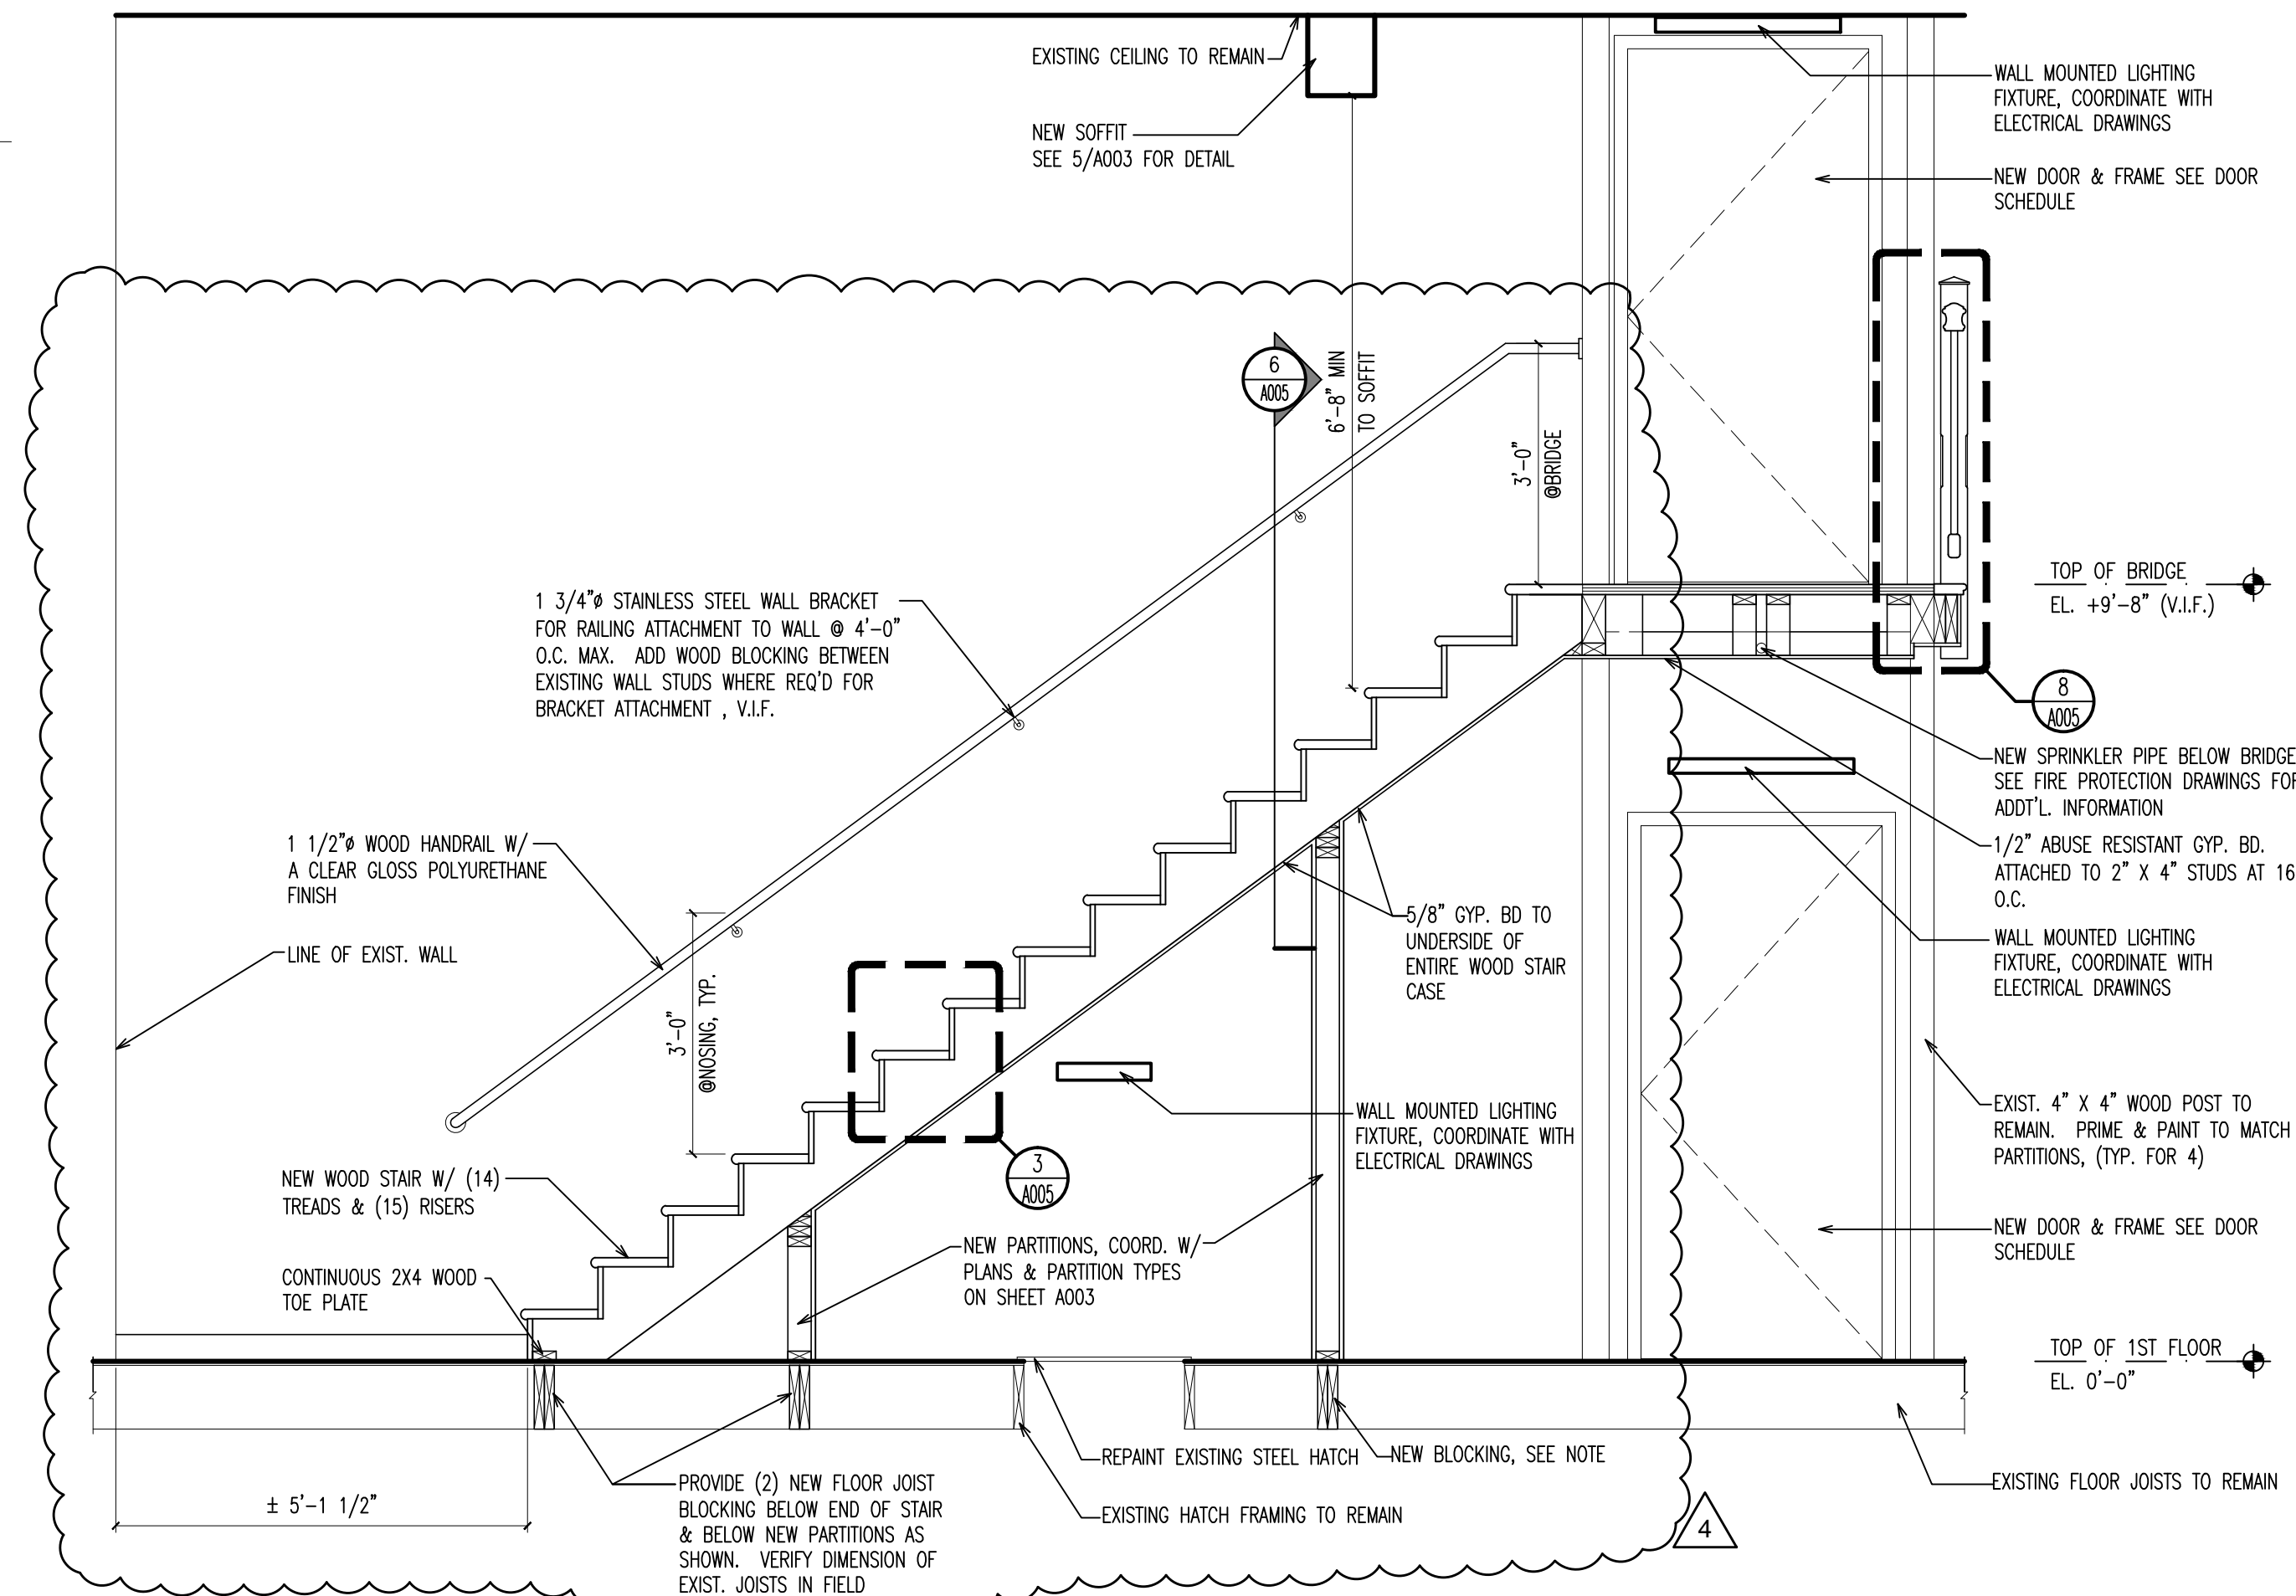 EXISTING CEILING TO REMAIN
NEW SOFFIT
SEE 5/A003 FOR DETAIL
WALL MOUNTED LIGHTING
FIXTURE, COORDINATE WITH
ELECTRICAL DRAWINGS
NEW DOOR & FRAME SEE DOOR
SCHEDULE
6
A005
6'-8" MIN
TO SOFFIT
3'-0"
@BRIDGE
TOP OF BRIDGE
EL. +9'-8" (V.I.F.)
8
A005
1 3/4"ø STAINLESS STEEL WALL BRACKET
FOR RAILING ATTACHMENT TO WALL @ 4'-0"
O.C. MAX. ADD WOOD BLOCKING BETWEEN
EXISTING WALL STUDS WHERE REQ'D FOR
BRACKET ATTACHMENT , V.I.F.
NEW SPRINKLER PIPE BELOW BRIDGE
SEE FIRE PROTECTION DRAWINGS FOR
ADDT'L. INFORMATION
1 1/2"ø WOOD HANDRAIL W/
A CLEAR GLOSS POLYURETHANE
FINISH
1/2" ABUSE RESISTANT GYP. BD.
ATTACHED TO 2" X 4" STUDS AT 16
O.C.
LINE OF EXIST. WALL
3'-0"
@NOSING, TYP.
5/8" GYP. BD TO
UNDERSIDE OF
ENTIRE WOOD STAIR
CASE
WALL MOUNTED LIGHTING
FIXTURE, COORDINATE WITH
ELECTRICAL DRAWINGS
WALL MOUNTED LIGHTING
FIXTURE, COORDINATE WITH
ELECTRICAL DRAWINGS
EXIST. 4" X 4" WOOD POST TO
REMAIN. PRIME & PAINT TO MATCH
PARTITIONS, (TYP. FOR 4)
3
A005
NEW WOOD STAIR W/ (14)
TREADS & (15) RISERS
NEW PARTITIONS, COORD. W/
PLANS & PARTITION TYPES
ON SHEET A003
NEW DOOR & FRAME SEE DOOR
SCHEDULE
CONTINUOUS 2X4 WOOD
TOE PLATE
TOP OF 1ST FLOOR
EL. 0'-0"
REPAINT EXISTING STEEL HATCH
NEW BLOCKING, SEE NOTE
EXISTING FLOOR JOISTS TO REMAIN
± 5'-1 1/2"
PROVIDE (2) NEW FLOOR JOIST
BLOCKING BELOW END OF STAIR
& BELOW NEW PARTITIONS AS
SHOWN. VERIFY DIMENSION OF
EXIST. JOISTS IN FIELD
EXISTING HATCH FRAMING TO REMAIN
4